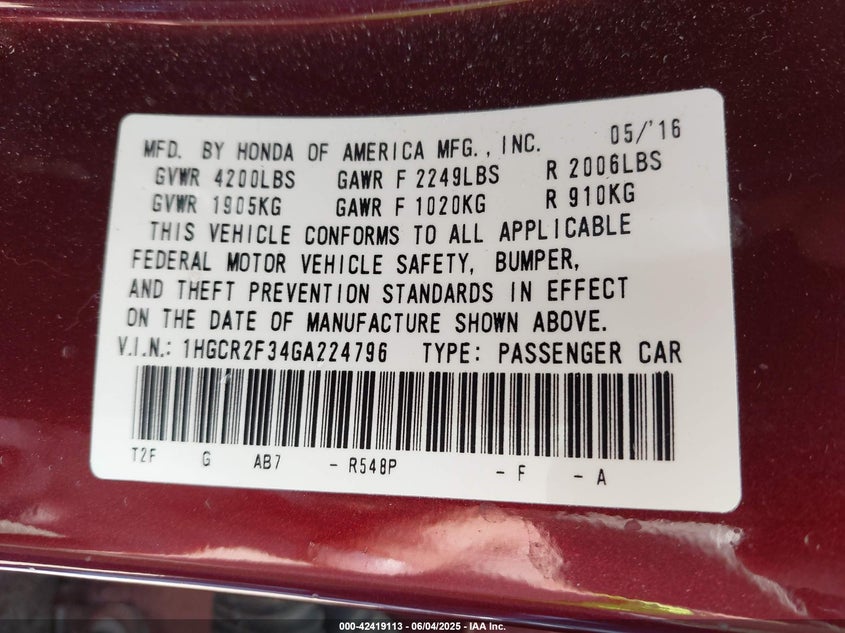 MFD. BY HONDA OF AMERICA MFG., INC. 05/'16
GVWR 4200LBS GAWR F 2249LBS R 2006LBS
GVWR 1905KG GAWR F 1020KG R 910KG
THIS VEHICLE CONFORMS TO ALL APPLICABLE
FEDERAL MOTOR VEHICLE SAFETY, BUMPER,
AND THEFT PREVENTION STANDARDS IN EFFECT
ON THE DATE OF MANUFACTURE SHOWN ABOVE.
V.I.N.: 1HGCR2F34GA224796 TYPE: PASSENGER CAR
T2F G AB7 - R548P - F - A
000-42419113 - 06/04/2025 - IAA Inc.